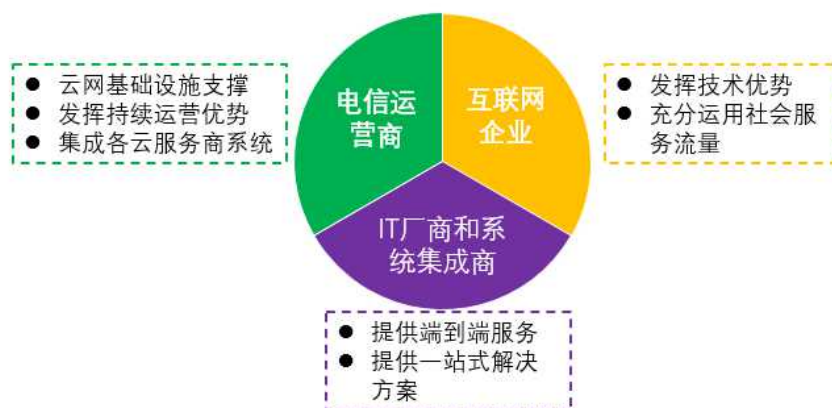 云网基础设施支撑
发挥持续运营优势
集成各云服务商系统
电信运
营商
互联网
企业
发挥技术优势
充分运用社会服
务流量
IT厂商和系
统集成商
提供端到端服务
提供一站式解决
方案